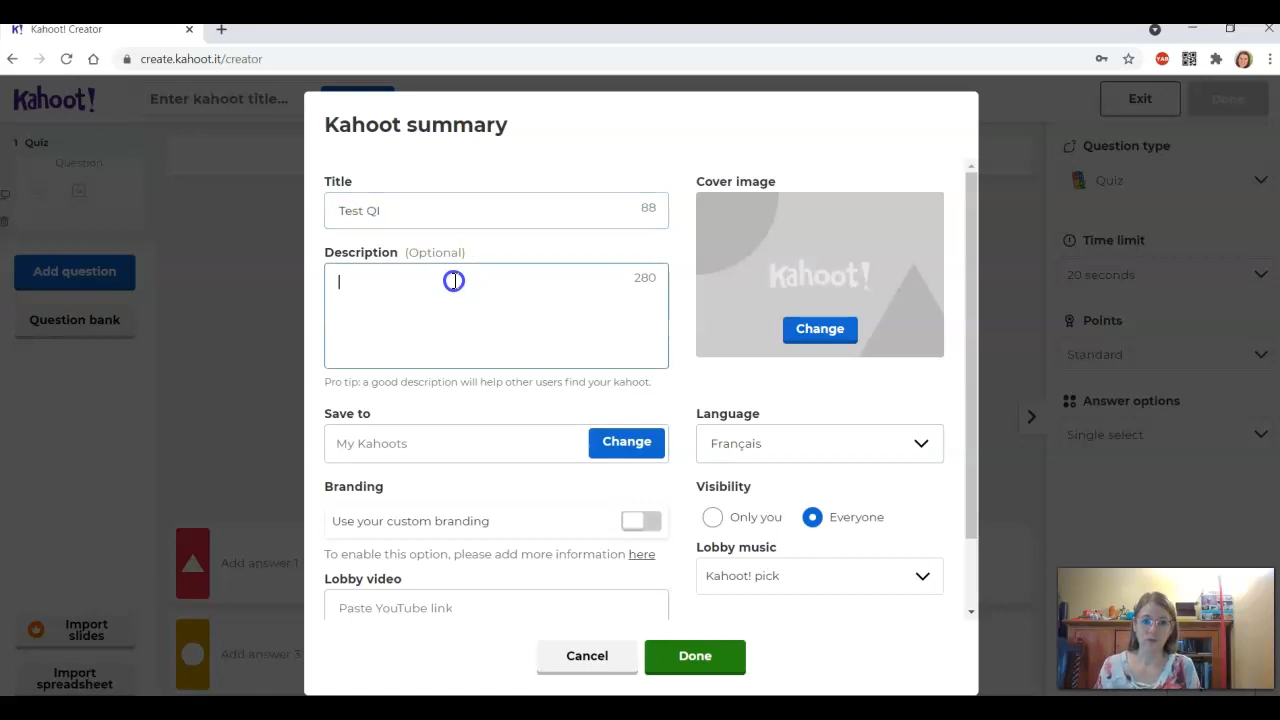 K! Kahoot! Creator
create.kahoot.it/creator
Kahoot!
Enter kahoot title...
Exit
Done
1 Quiz
Question
Add question
Question bank
Import slides
Import spreadsheet
Add answer 1
Add answer 3
Kahoot summary
Title
Test QI
88
Description (Optional)
280
Pro tip: a good description will help other users find your kahoot.
Save to
My Kahoots
Change
Branding
Use your custom branding
To enable this option, please add more information here
Lobby video
Paste YouTube link
Cover image
Kahoot!
Change
Language
Français
Visibility
Only you
Everyone
Lobby music
Kahoot! pick
Cancel
Done
Question type
Quiz
Time limit
20 seconds
Points
Standard
Answer options
Single select